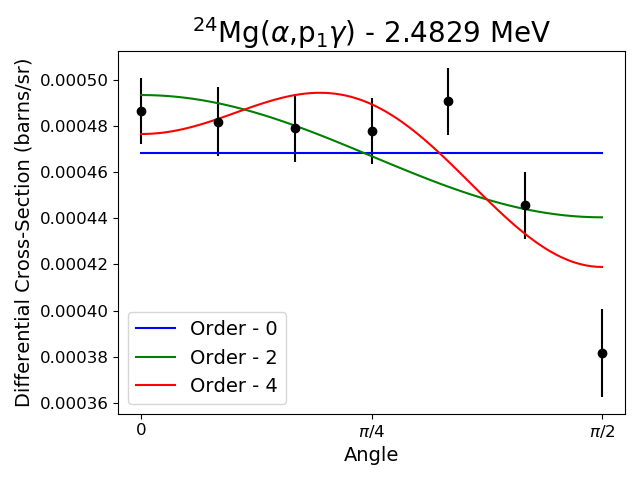 ²⁴Mg(α,p₁γ) - 2.4829 MeV
Differential Cross-Section (barns/sr)
0.00050
0.00048
0.00046
0.00044
0.00042
0.00040
0.00038
0.00036
Order - 0
Order - 2
Order - 4
0
π/4
π/2
Angle